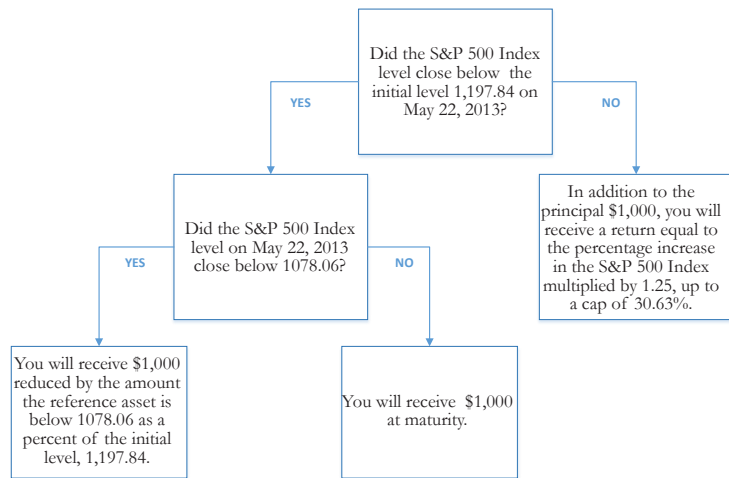 Did the S&P 500 Index
level close below the
initial level 1,197.84 on
May 22, 2013?
YES
NO
Did the S&P 500 Index
level on May 22, 2013
close below 1078.06?
In addition to the
principal $1,000, you will
receive a return equal to
the percentage increase
in the S&P 500 Index
multiplied by 1.25, up to
a cap of 30.63%.
YES
NO
You will receive $1,000
reduced by the amount
the reference asset is
below 1078.06 as a
percent of the initial
level, 1,197.84.
You will receive $1,000
at maturity.